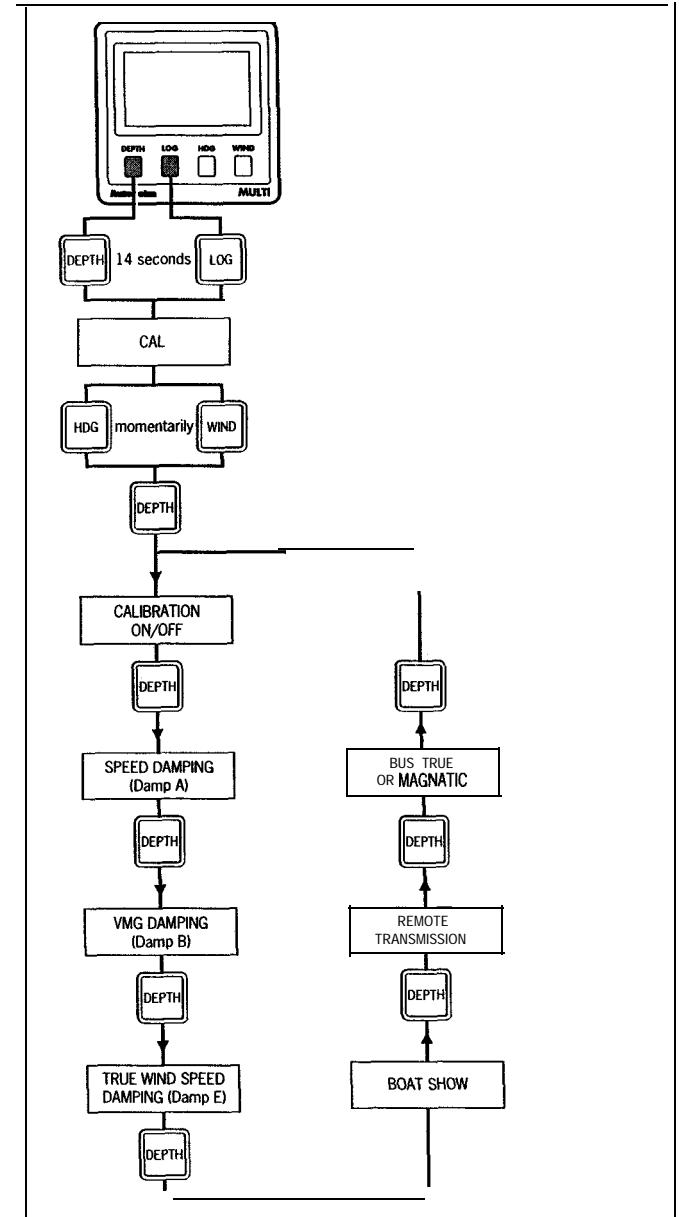 DEPTH LOG HDG WIND
MULTI
DEPTH 14 seconds LOG
CAL
HDG momentarily WIND
DEPTH
CALIBRATION
ON/OFF
DEPTH
SPEED DAMPING
(Damp A)
DEPTH
VMG DAMPING
(Damp B)
DEPTH
TRUE WIND SPEED
DAMPING (Damp E)
DEPTH
DEPTH
BUS TRUE
OR MAGNATIC
DEPTH
REMOTE
TRANSMISSION
DEPTH
BOAT SHOW